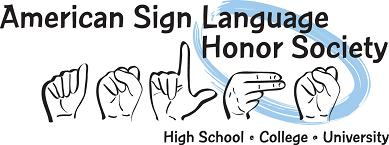 American Sign Language
Honor Society
High School • College • University